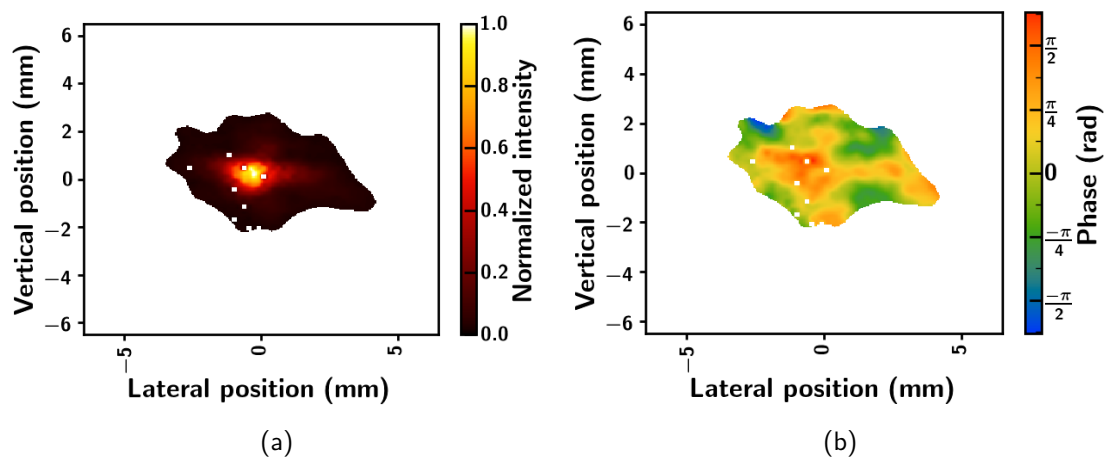 6
4
2
0
−2
−4
−6
Vertical position (mm)
−5
0
5
Lateral position (mm)
1.0
0.8
0.6
0.4
0.2
0.0
Normalized intensity
(a)
6
4
2
0
−2
−4
−6
Vertical position (mm)
−5
0
5
Lateral position (mm)
π/2
π/4
0
−π/4
−π/2
Phase (rad)
(b)